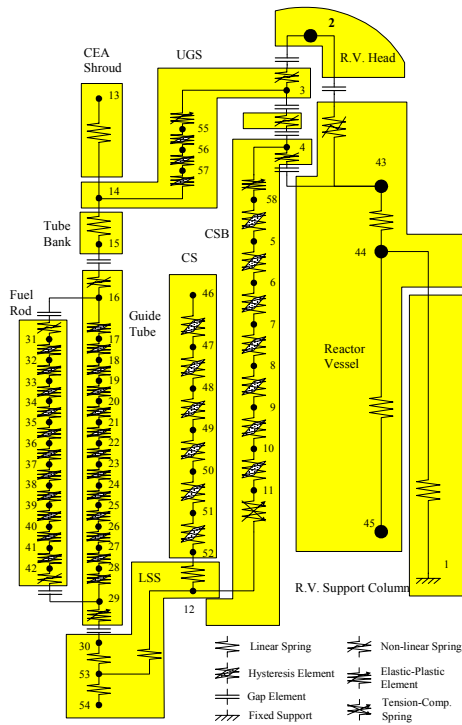 2
CEA
Shroud
UGS
R.V. Head
13
3
55
56
57
4
43
14
58
Tube
Bank
15
CSB
5
44
CS
6
Fuel
Rod
16
46
Guide
Tube
31
17
47
7
32
18
33
19
48
8
Reactor
Vessel
34
20
35
21
49
9
36
22
37
23
50
10
38
24
39
25
51
11
40
26
41
27
52
45
42
28
LSS
1
29
12
R.V. Support Column
30
53
54
Linear Spring
Non-linear Spring
Hysteresis Element
Elastic-Plastic
Element
Gap Element
Tension-Comp.
Spring
Fixed Support